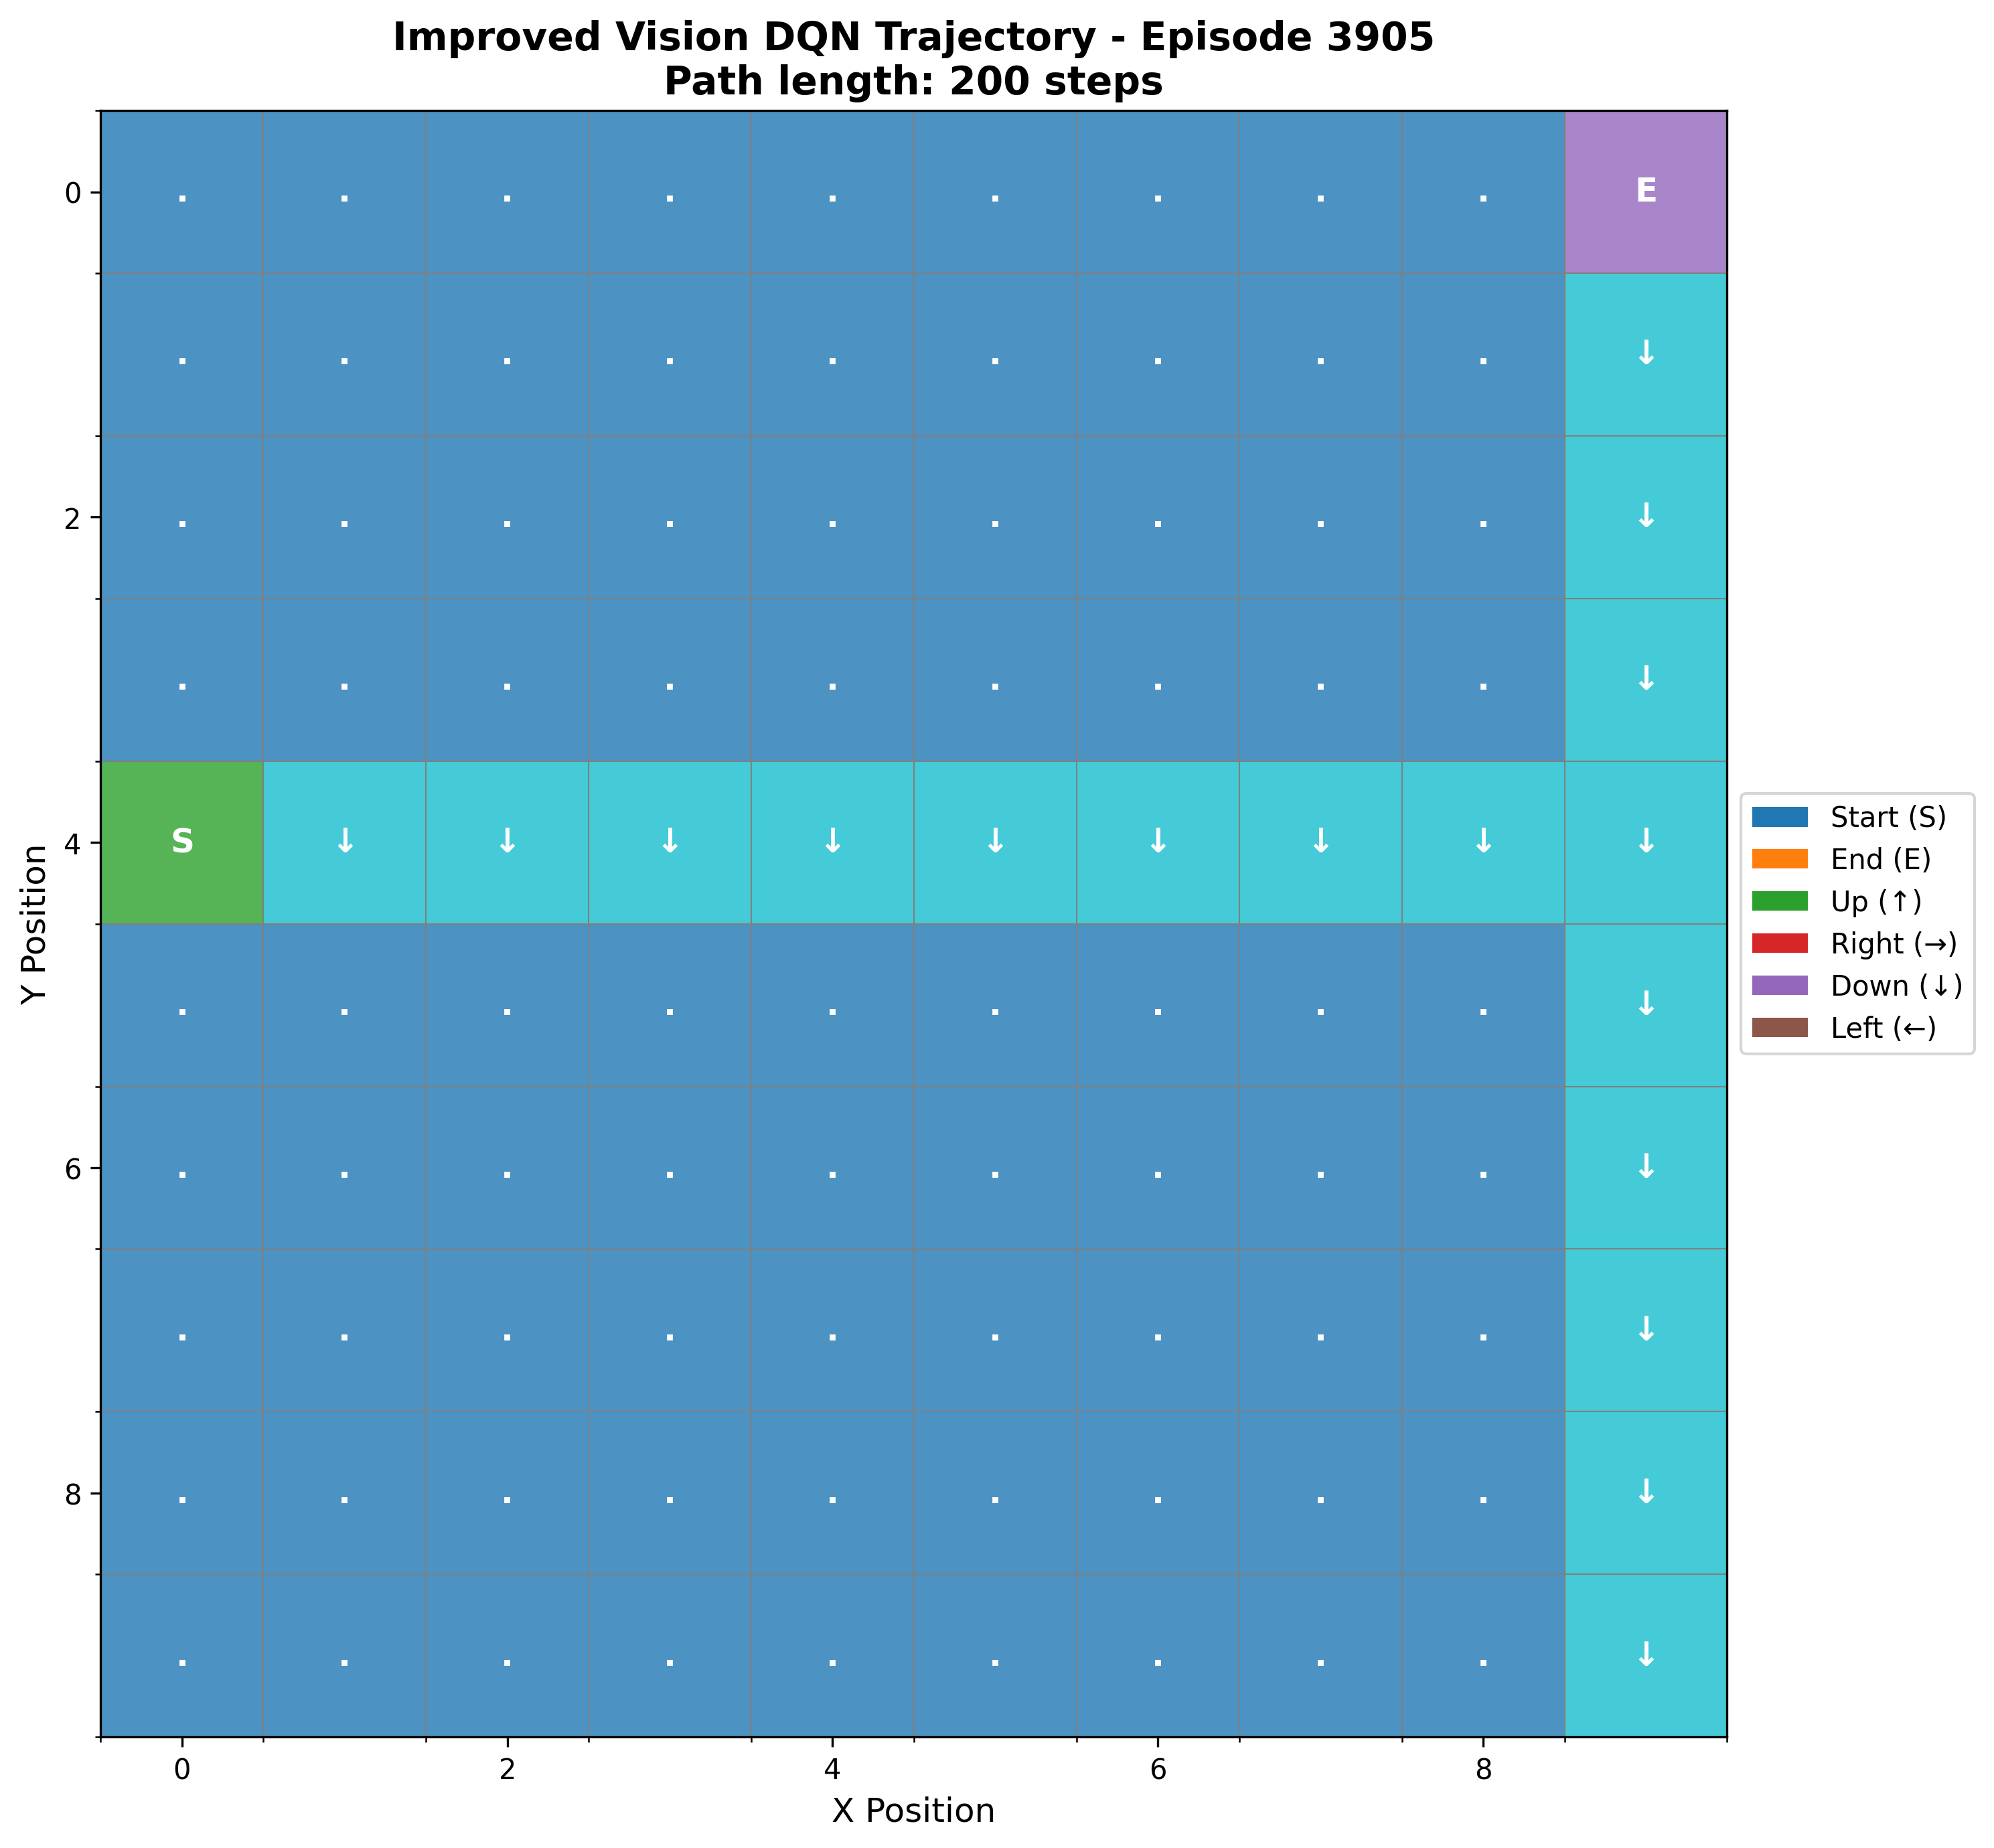 Improved Vision DQN Trajectory - Episode 3905
Path length: 200 steps
0 . . . . . . . . . E
. . . . . . . . . ↓
2 . . . . . . . . . ↓
. . . . . . . . . ↓
4 S ↓ ↓ ↓ ↓ ↓ ↓ ↓ ↓ ↓
. . . . . . . . . ↓
6 . . . . . . . . . ↓
. . . . . . . . . ↓
8 . . . . . . . . . ↓
. . . . . . . . . ↓
0 2 4 6 8
X Position
Y Position
Start (S)
End (E)
Up (↑)
Right (→)
Down (↓)
Left (←)